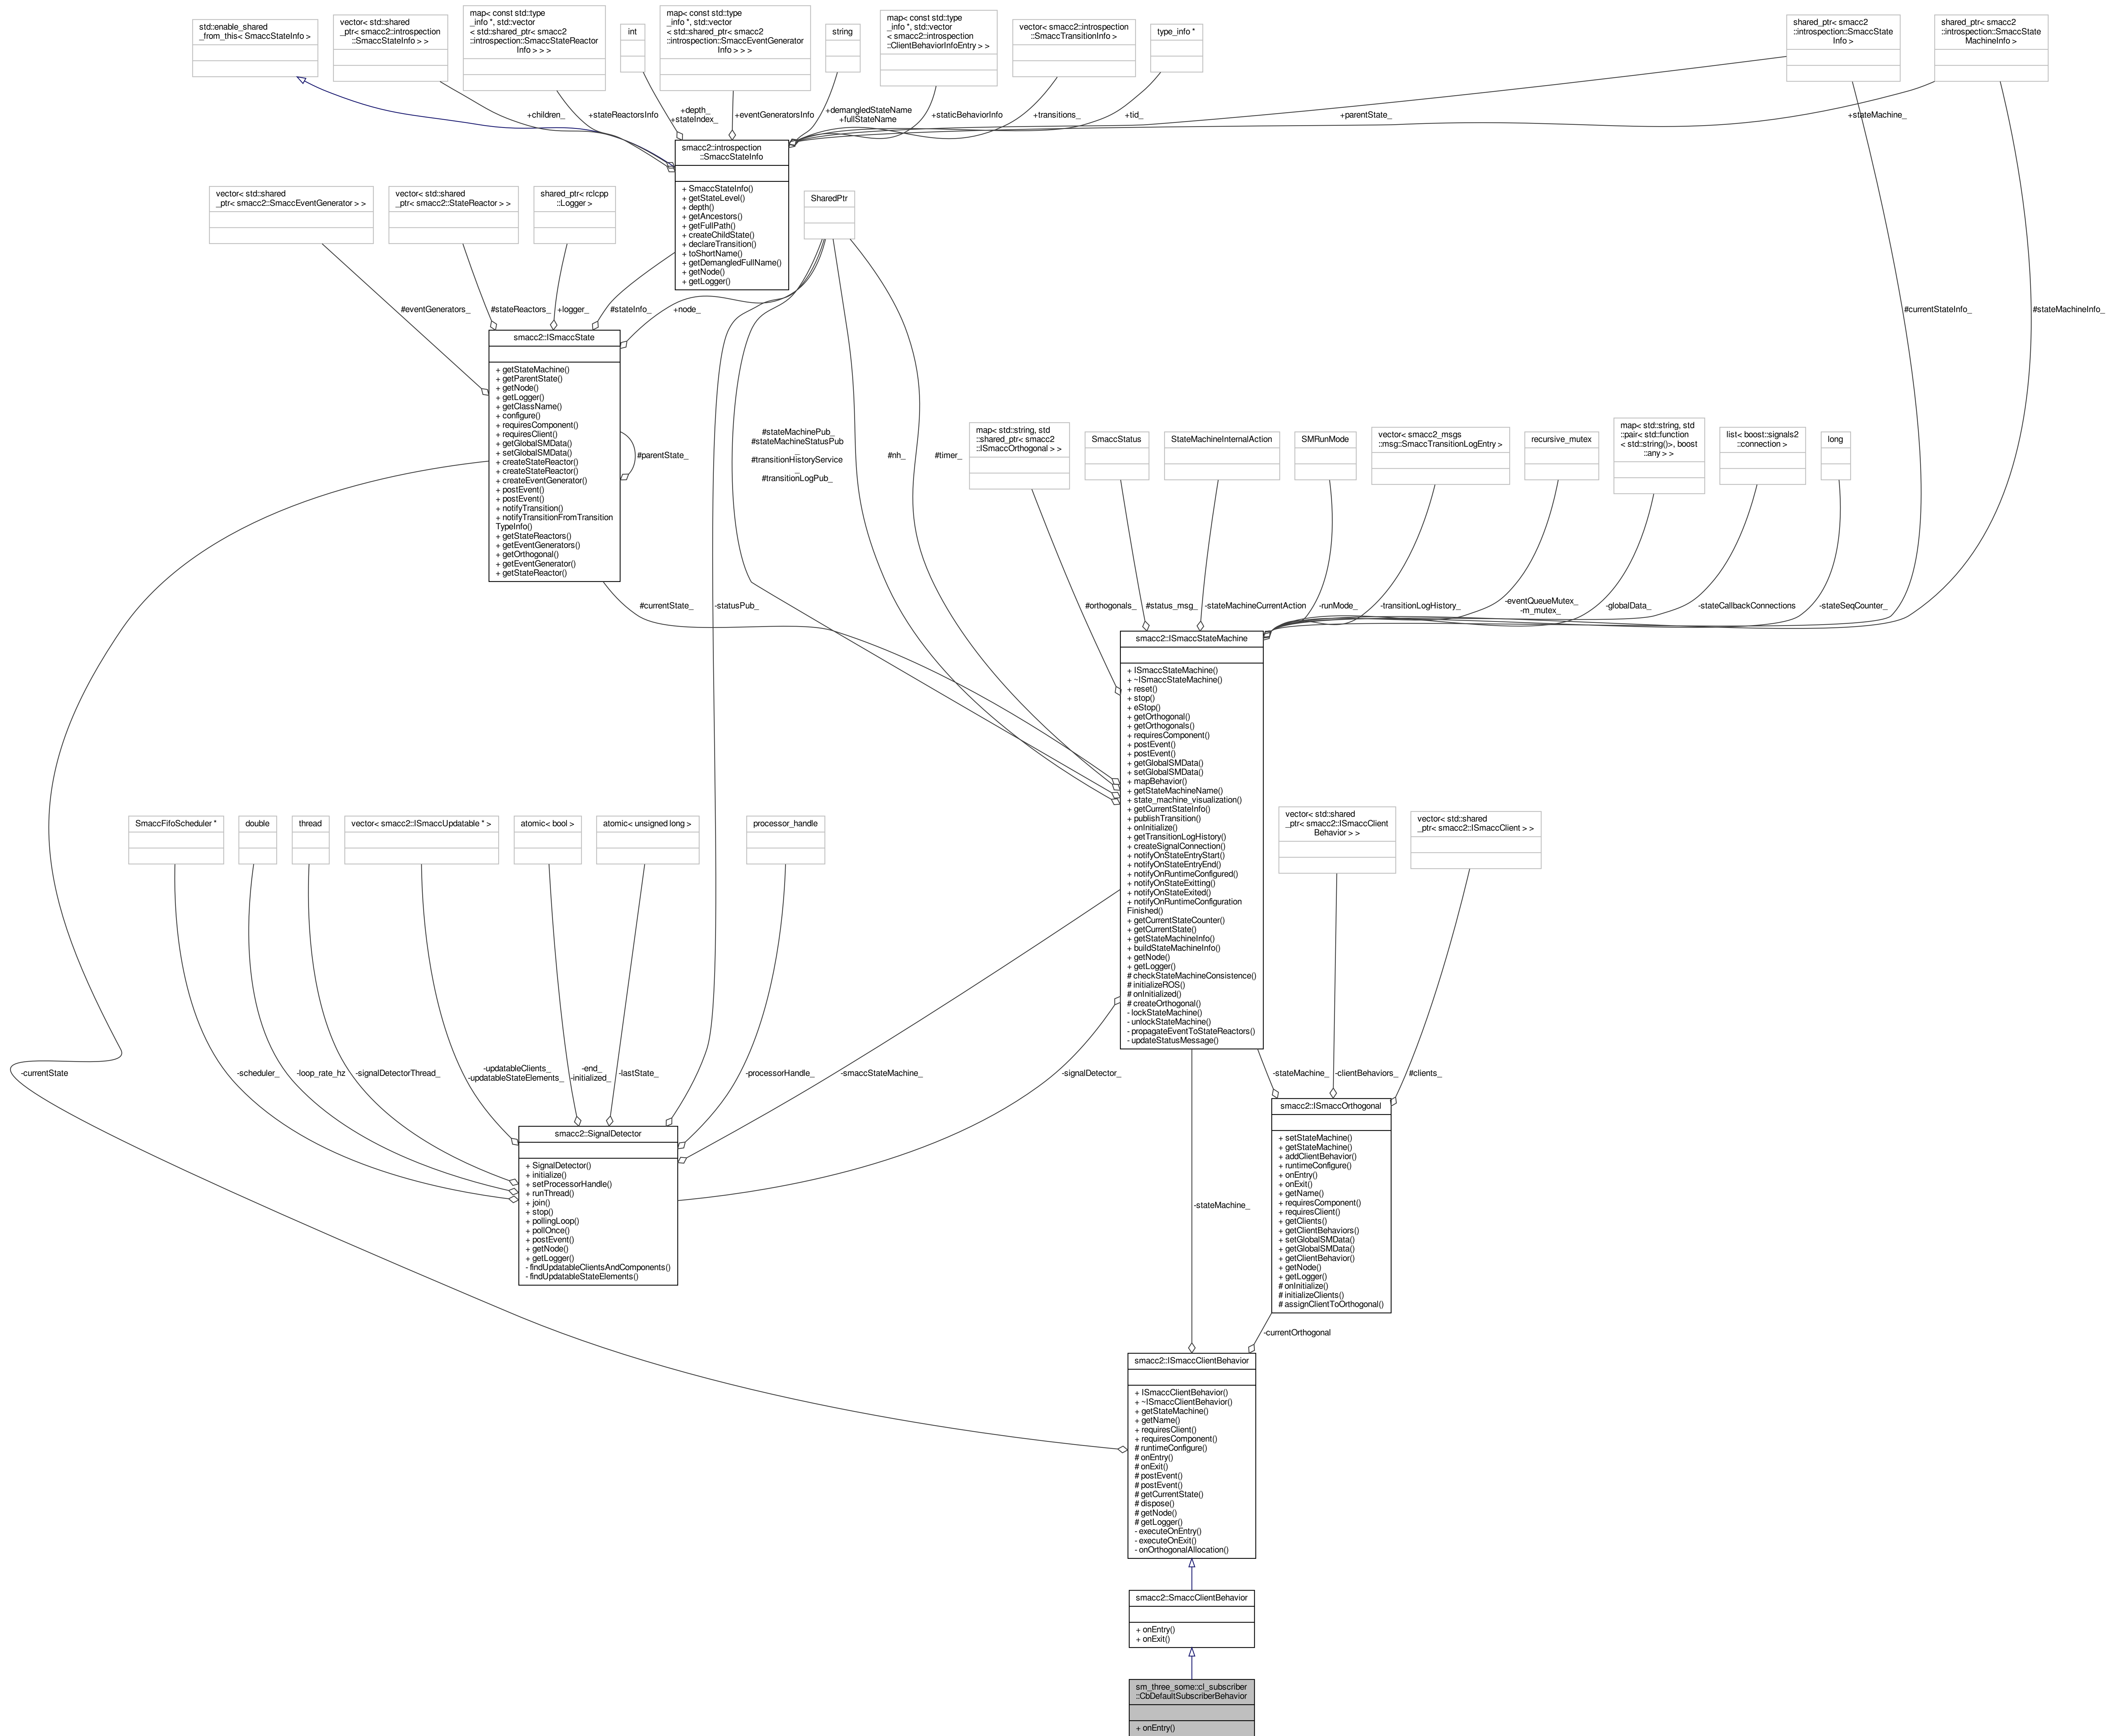 std::enable_shared
_from_this< SmaccStateInfo >
vector< std::shared
_ptr< smacc2::introspection
::SmaccStateInfo > >
map< const std::type
_info *, std::vector
< std::shared_ptr< smacc2
::introspection::SmaccStateReactor
Info > > >
int
map< const std::type
_info *, std::vector
< std::shared_ptr< smacc2
::introspection::SmaccEventGenerator
Info > > >
string
map< const std::type
_info *, std::vector
< smacc2::introspection
::ClientBehaviorInfoEntry > >
vector< smacc2::introspection
::SmaccTransitionInfo >
type_info *
shared_ptr< smacc2
::introspection::SmaccState
Info >
shared_ptr< smacc2
::introspection::SmaccState
MachineInfo >
+children_
+stateReactorsInfo
+depth_
+stateIndex_
+eventGeneratorsInfo
+demangledStateName
+fullStateName
+staticBehaviorInfo
+transitions_
+tid_
+parentState_
+stateMachine_
smacc2::introspection
::SmaccStateInfo
+ SmaccStateInfo()
+ getStateLevel()
+ depth()
+ getAncestors()
+ getFullPath()
+ createChildState()
+ declareTransition()
+ toShortName()
+ getDemangledFullName()
+ getNode()
+ getLogger()
vector< std::shared
_ptr< smacc2::SmaccEventGenerator > >
vector< std::shared
_ptr< smacc2::StateReactor > >
shared_ptr< rclcpp
::Logger >
SharedPtr
#eventGenerators_
#stateReactors_
+logger_
#stateInfo_
+node_
#currentStateInfo_
#stateMachineInfo_
smacc2::ISmaccState
+ getStateMachine()
+ getParentState()
+ getNode()
+ getLogger()
+ getClassName()
+ configure()
+ requiresComponent()
+ requiresClient()
+ getGlobalSMData()
+ setGlobalSMData()
+ createStateReactor()
+ createStateReactor()
+ createEventGenerator()
+ postEvent()
+ postEvent()
+ notifyTransition()
+ notifyTransitionFromTransition
TypeInfo()
+ getStateReactors()
+ getEventGenerators()
+ getOrthogonal()
+ getEventGenerator()
+ getStateReactor()
#parentState_
#stateMachinePub_
#stateMachineStatusPub
_
#transitionHistoryService
_
#transitionLogPub_
#nh_
#timer_
map< std::string, std
::shared_ptr< smacc2
::ISmaccOrthogonal > >
SmaccStatus
StateMachineInternalAction
SMRunMode
vector< smacc2_msgs
::msg::SmaccTransitionLogEntry >
recursive_mutex
map< std::string, std
::pair< std::function
< std::string()>, boost
::any > >
list< boost::signals2
::connection >
long
#currentState_
-statusPub_
#orthogonals_
#status_msg_
-stateMachineCurrentAction
-runMode_
-transitionLogHistory_
-eventQueueMutex_
-m_mutex_
-globalData_
-stateCallbackConnections
-stateSeqCounter_
smacc2::ISmaccStateMachine
+ ISmaccStateMachine()
+ ~ISmaccStateMachine()
+ reset()
+ stop()
+ eStop()
+ getOrthogonal()
+ getOrthogonals()
+ requiresComponent()
+ postEvent()
+ postEvent()
+ getGlobalSMData()
+ setGlobalSMData()
+ mapBehavior()
+ getStateMachineName()
+ state_machine_visualization()
+ getCurrentStateInfo()
+ publishTransition()
+ onInitialize()
+ getTransitionLogHistory()
+ createSignalConnection()
+ notifyOnStateEntryStart()
+ notifyOnStateEntryEnd()
+ notifyOnRuntimeConfigured()
+ notifyOnStateExitting()
+ notifyOnStateExited()
+ notifyOnRuntimeConfiguration
Finished()
+ getCurrentStateCounter()
+ getCurrentState()
+ getStateMachineInfo()
+ buildStateMachineInfo()
+ getNode()
+ getLogger()
# checkStateMachineConsistence()
# initializeROS()
# onInitialized()
# createOrthogonal()
- lockStateMachine()
- unlockStateMachine()
- propagateEventToStateReactors()
- updateStatusMessage()
SmaccFifoScheduler *
double
thread
vector< smacc2::ISmaccUpdatable * >
atomic< bool >
atomic< unsigned long >
processor_handle
vector< std::shared
_ptr< smacc2::ISmaccClient
Behavior > >
vector< std::shared
_ptr< smacc2::ISmaccClient > >
-currentState
-scheduler_
-loop_rate_hz
-signalDetectorThread_
-updatableClients_
-updatableStateElements_
-end_
-initialized_
-lastState_
-processorHandle_
-smaccStateMachine_
-signalDetector_
-stateMachine_
-clientBehaviors_
#clients_
smacc2::SignalDetector
+ SignalDetector()
+ initialize()
+ setProcessorHandle()
+ runThread()
+ join()
+ stop()
+ pollingLoop()
+ pollOnce()
+ postEvent()
+ getNode()
+ getLogger()
- findUpdatableClientsAndComponents()
- findUpdatableStateElements()
smacc2::ISmaccOrthogonal
+ setStateMachine()
+ getStateMachine()
+ addClientBehavior()
+ runtimeConfigure()
+ onEntry()
+ onExit()
+ getName()
+ requiresComponent()
+ requiresClient()
+ getClients()
+ getClientBehaviors()
+ setGlobalSMData()
+ getGlobalSMData()
+ getClientBehavior()
+ getNode()
+ getLogger()
# onInitialize()
# initializeClients()
# assignClientToOrthogonal()
-stateMachine_
-currentOrthogonal
smacc2::ISmaccClientBehavior
+ ISmaccClientBehavior()
+ ~ISmaccClientBehavior()
+ getStateMachine()
+ getName()
+ requiresClient()
+ requiresComponent()
# runtimeConfigure()
# onEntry()
# onExit()
# postEvent()
# postEvent()
# getCurrentState()
# dispose()
# getNode()
# getLogger()
- executeOnEntry()
- executeOnExit()
- onOrthogonalAllocation()
smacc2::SmaccClientBehavior
+ onEntry()
+ onExit()
sm_three_some::cl_subscriber
::CbDefaultSubscriberBehavior
+ onEntry()